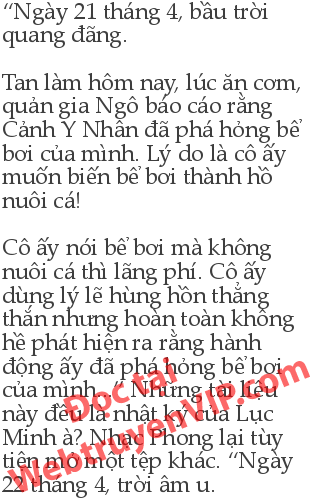 “Ngày 21 tháng 4, bầu trời
quang đãng.
Tan làm hôm nay, lúc ăn cơm,
quản gia Ngô báo cáo rằng
Cảnh Y Nhân đã phá hỏng bể
bơi của mình. Lý do là cô ấy
muốn biến bể bơi thành hồ
nuôi cá!
Cô ấy nói bể bơi mà không
nuôi cá thì lãng phí. Cô ấy
dùng lý lẽ hùng hồn thẳng
thắn nhưng hoàn toàn không
hề phát hiện ra rằng hành
động ấy đã phá hỏng bể bơi
của mình...“ Những tài liệu
này đều là nhật ký của Lục
Minh à? Nhạc Phong lại tùy
tiện mở một tệp khác. “Ngày
22 tháng 4, trời âm u.
Đọc tại
WebtruyenVIP.com